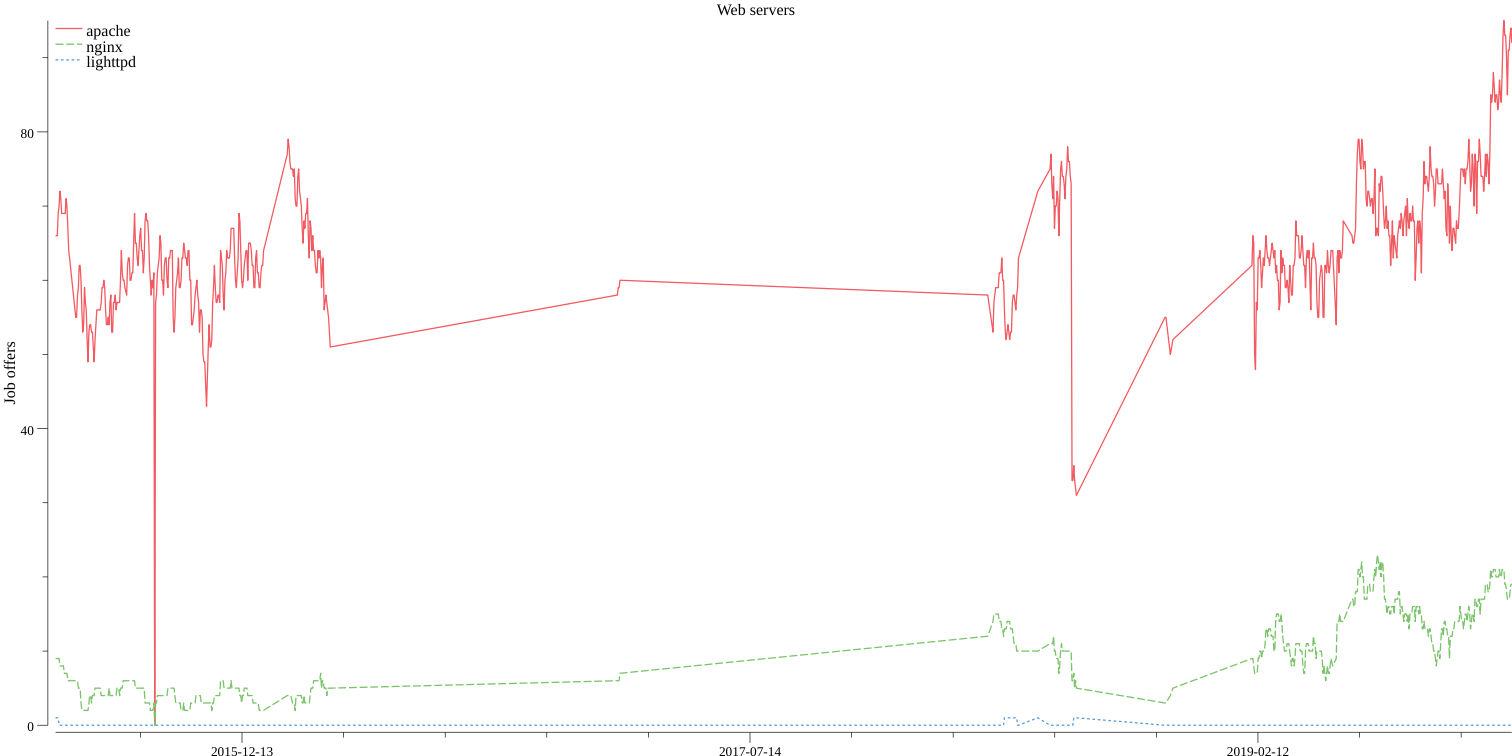 Web servers
apache
nginx
lighttpd
80
40
0
Job offers
2015-12-13
2017-07-14
2019-02-12